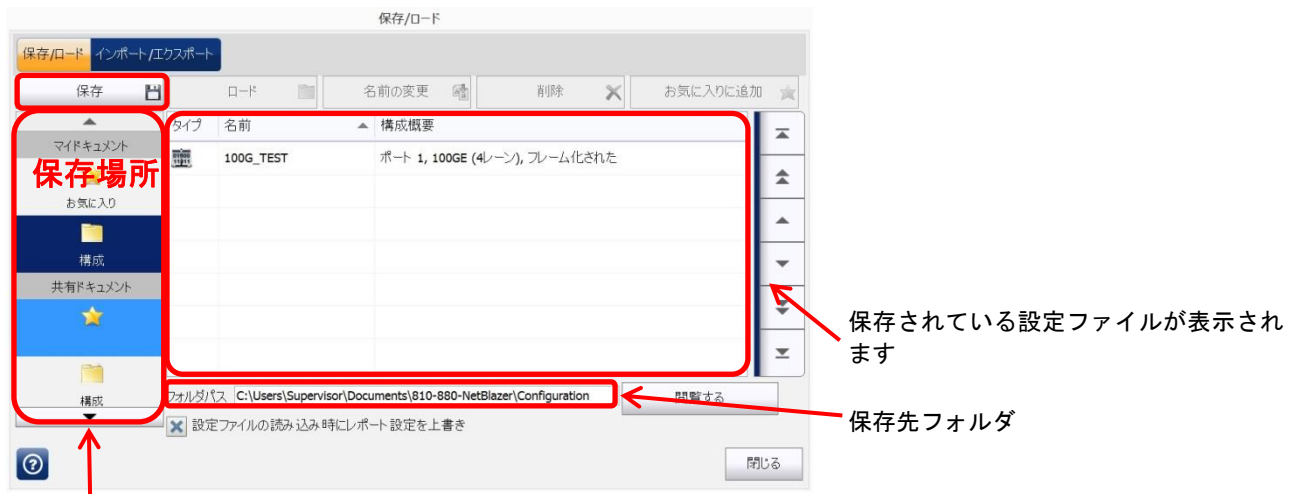 保存/ロード
保存/ロード インポート/エクスポート
保存 ロード 名前の変更 削除 お気に入りに追加
タイプ 名前 構成概要
マイドキュメント
100G_TEST ポート 1, 100GE (4レーン), フレーム化された
保存場所
お気に入り
構成
共有ドキュメント
構成
フォルダパス C:\Users\Supervisor\Documents\810-880-NetBlazer\Configuration 閲覧する
設定ファイルの読み込み時にレポート設定を上書き
閉じる
保存されている設定ファイルが表示され
ます
保存先フォルダ